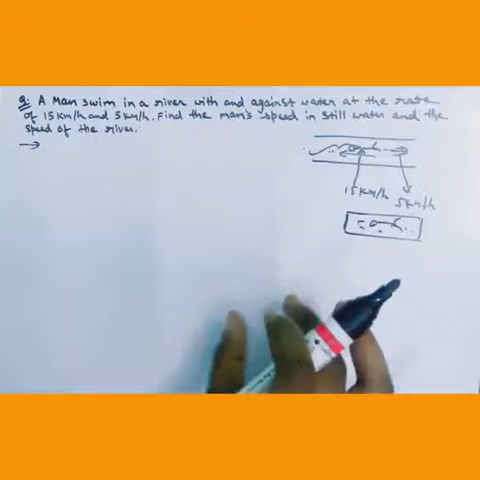 Q. A Man swim in a river with and against water at the rate
of 15 km/h and 5 km/h. Find the man's speed in still water and the
speed of the river.
15 km/h
5 km/h